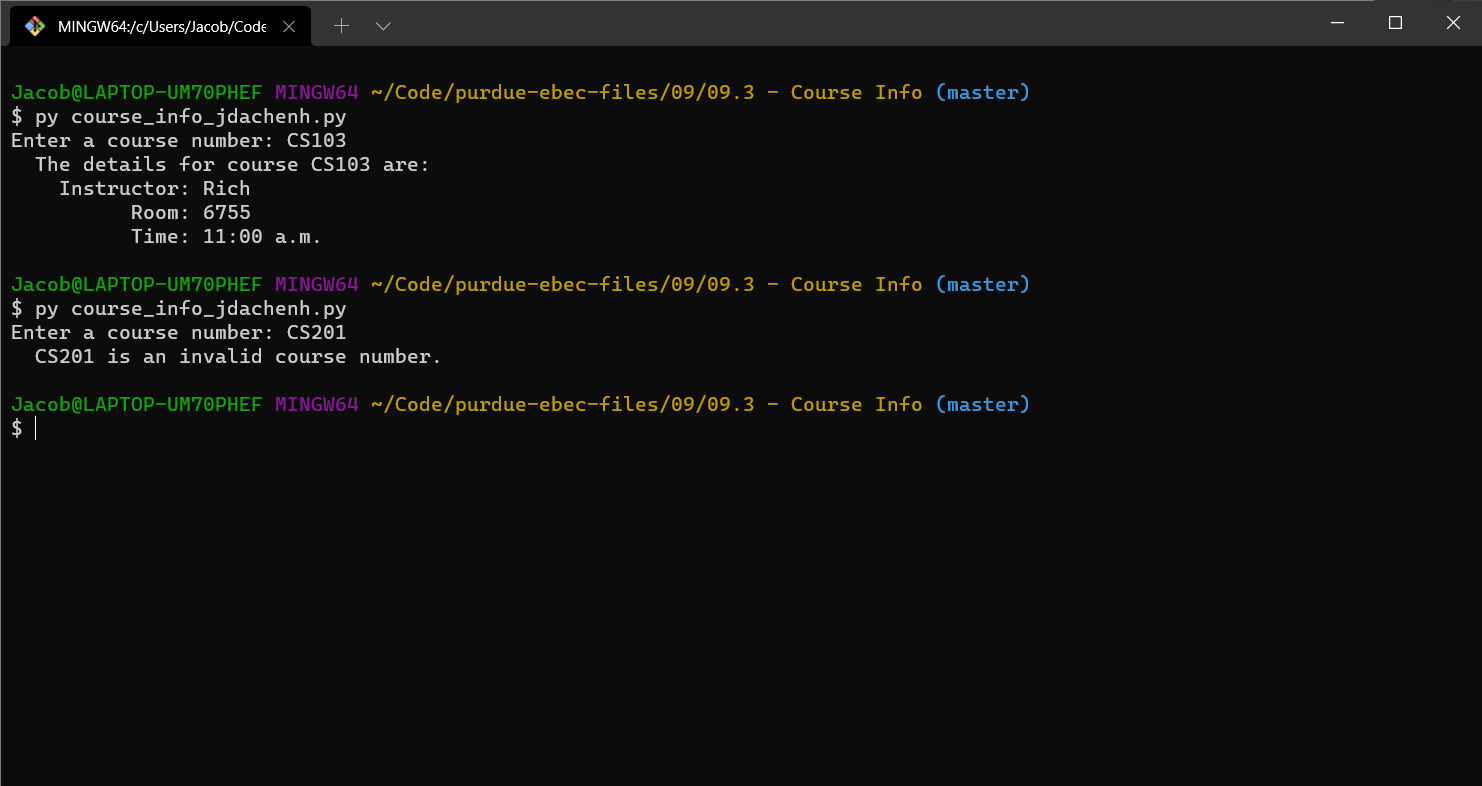 MINGW64:/c/Users/Jacob/Code
Jacob@LAPTOP-UM70PHEF MINGW64 ~/Code/purdue-ebec-files/09/09.3 - Course Info (master)
$ py course_info_jdachenh.py
Enter a course number: CS103
  The details for course CS103 are:
    Instructor: Rich
          Room: 6755
          Time: 11:00 a.m.
Jacob@LAPTOP-UM70PHEF MINGW64 ~/Code/purdue-ebec-files/09/09.3 - Course Info (master)
$ py course_info_jdachenh.py
Enter a course number: CS201
  CS201 is an invalid course number.
Jacob@LAPTOP-UM70PHEF MINGW64 ~/Code/purdue-ebec-files/09/09.3 - Course Info (master)
$